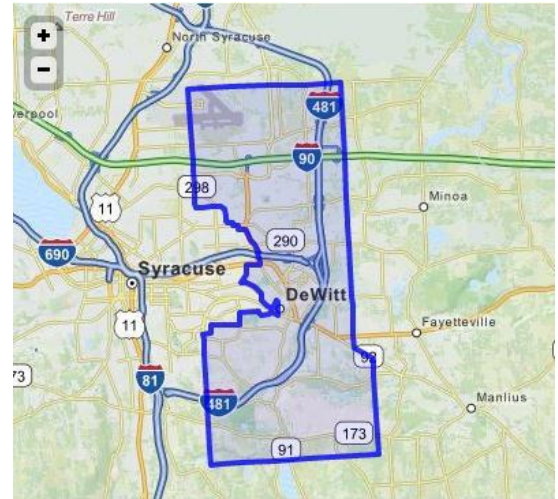 Terre Hill
+
North Syracuse
−
481
verpool
90
298
Minoa
11
290
690
Syracuse
DeWitt
11
Fayetteville
92
73
81
481
Manlius
173
91